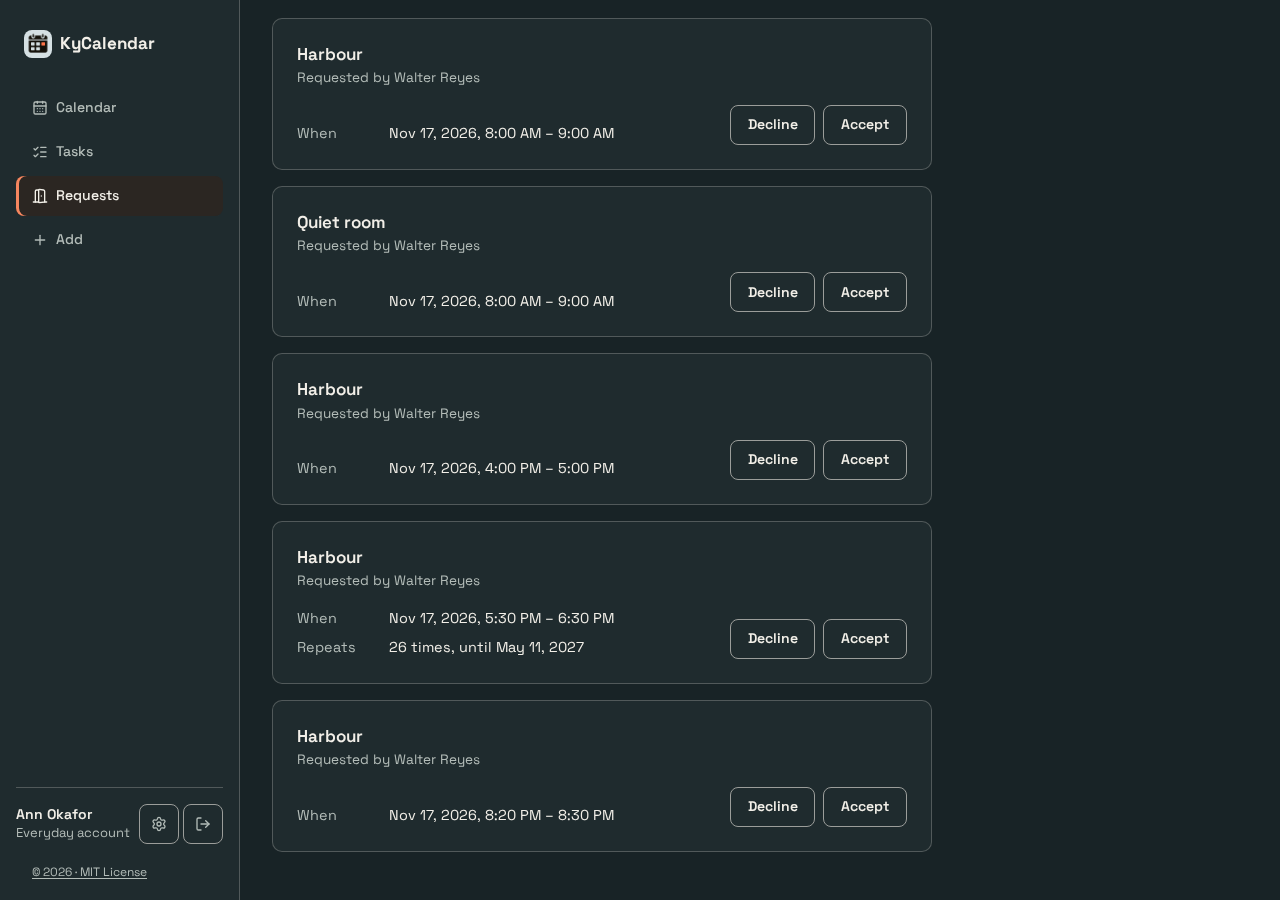 KyCalendar
Calendar
Tasks
Requests
Add
Ann Okafor
Everyday account
© 2026 · MIT License
Harbour
Requested by Walter Reyes
When Nov 17, 2026, 8:00 AM – 9:00 AM
Decline Accept
Quiet room
Requested by Walter Reyes
When Nov 17, 2026, 8:00 AM – 9:00 AM
Decline Accept
Harbour
Requested by Walter Reyes
When Nov 17, 2026, 4:00 PM – 5:00 PM
Decline Accept
Harbour
Requested by Walter Reyes
When Nov 17, 2026, 5:30 PM – 6:30 PM
Repeats 26 times, until May 11, 2027
Decline Accept
Harbour
Requested by Walter Reyes
When Nov 17, 2026, 8:20 PM – 8:30 PM
Decline Accept